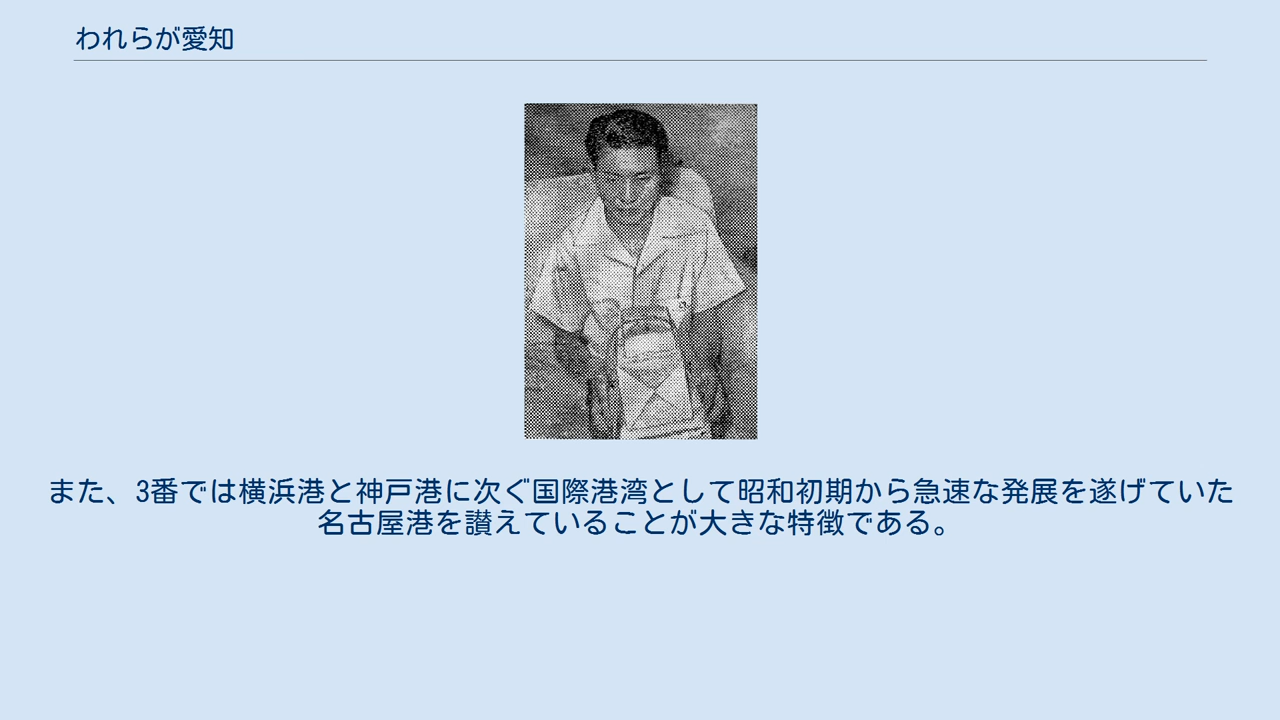 われらが愛知
また、3番では横浜港と神戸港に次ぐ国際港湾として昭和初期から急速な発展を遂げていた
名古屋港を讃えていることが大きな特徴である。